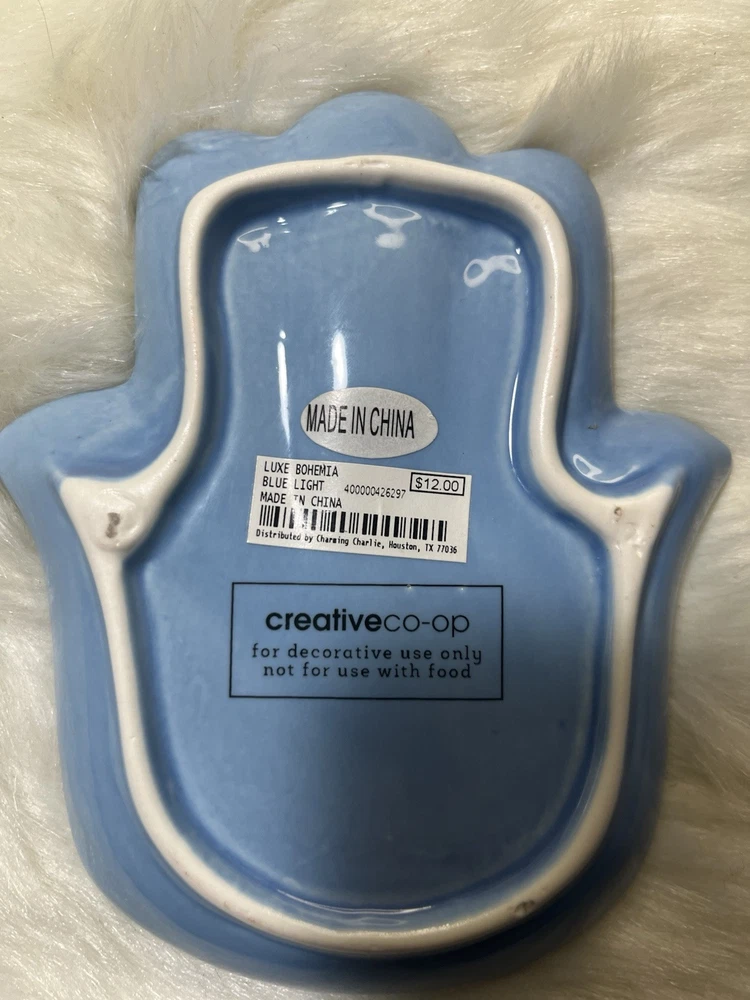 MADE IN CHINA
LUXE BOHEMIA
BLUE LIGHT 400000426297 $12.00
MADE IN CHINA
Distributed by Charming Charlie, Houston, TX 77036
creativeco-op
for decorative use only
not for use with food